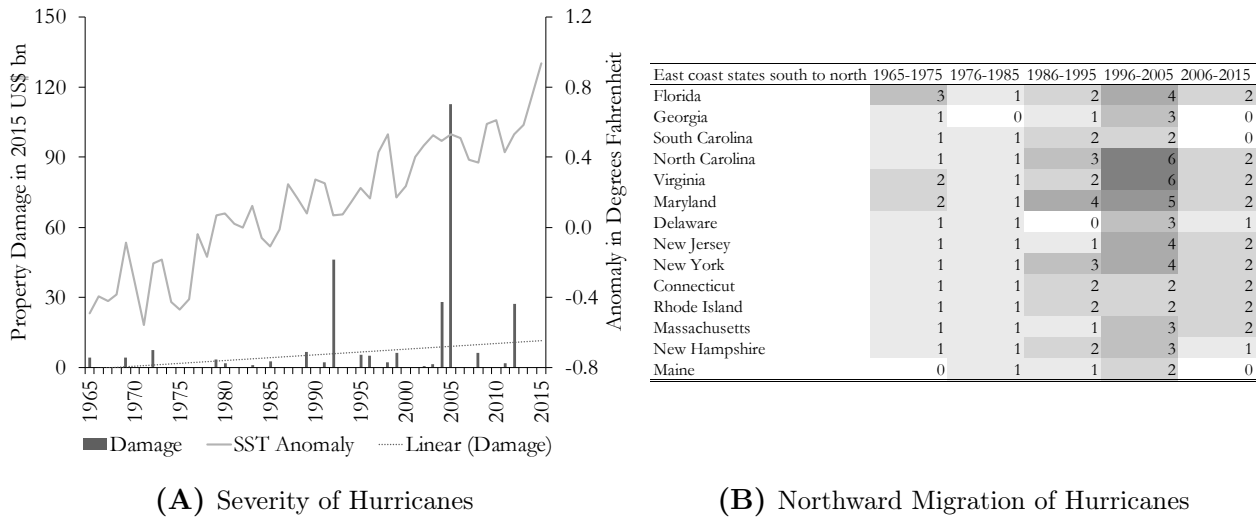 150
120
90
60
30
0
Property Damage in 2015 US$ bn
1.2
0.9
0.6
0.3
0.0
-0.3
-0.6
-0.8
Anomaly in Degrees Fahrenheit
1965
1970
1975
1980
1985
1990
1995
2000
2005
2010
2015
Damage SST Anomaly Linear (Damage)
(A) Severity of Hurricanes
East coast states south to north 1965-1975 1976-1985 1986-1995 1996-2005 2006-2015
Florida 3 1 2 4 2
Georgia 1 0 1 3 0
South Carolina 1 1 2 2 0
North Carolina 1 1 3 6 2
Virginia 2 1 2 6 2
Maryland 2 1 4 5 2
Delaware 1 1 0 3 1
New Jersey 1 1 1 4 2
New York 1 1 3 4 2
Connecticut 1 1 2 2 2
Rhode Island 1 1 2 2 2
Massachusetts 1 1 1 3 2
New Hampshire 1 1 2 3 1
Maine 0 1 1 2 0
(B) Northward Migration of Hurricanes